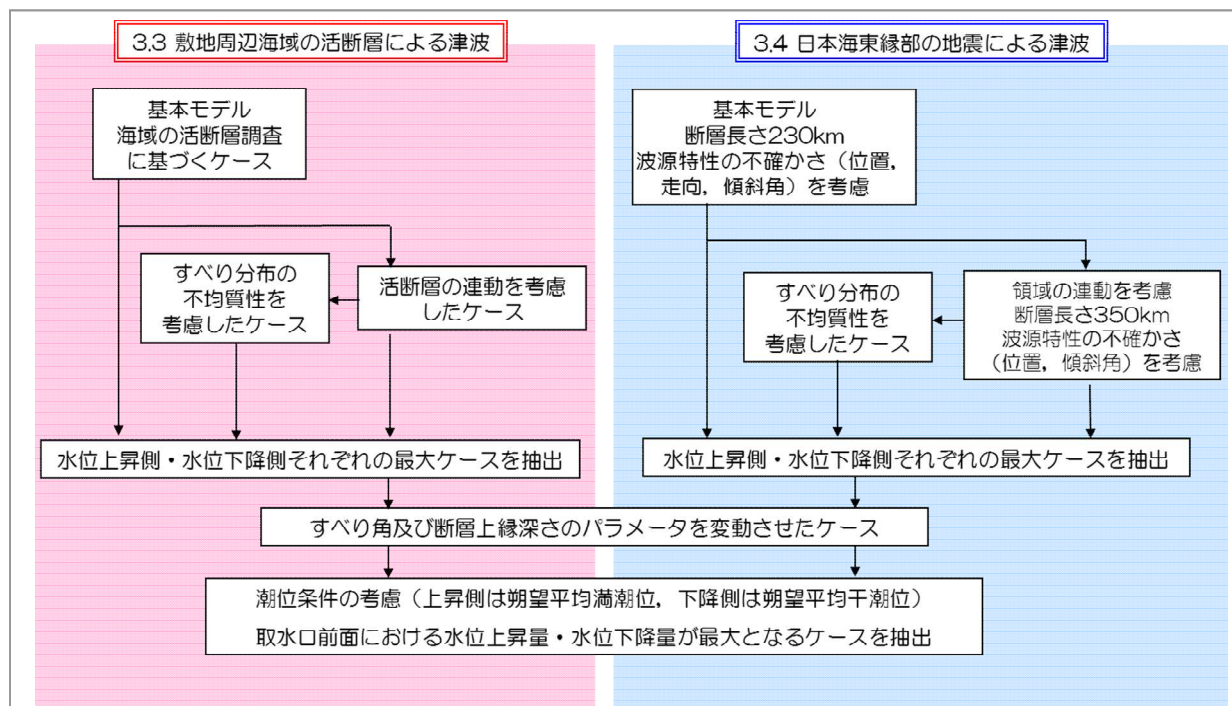 3.3 敷地周辺海域の活断層による津波
基本モデル
海域の活断層調査
に基づくケース
すべり分布の
不均質性を
考慮したケース
活断層の連動を考慮
したケース
水位上昇側・水位下降側それぞれの最大ケースを抽出
3.4 日本海東縁部の地震による津波
基本モデル
断層長さ230km
波源特性の不確かさ（位置，
走向，傾斜角）を考慮
すべり分布の
不均質性を
考慮したケース
領域の連動を考慮
断層長さ350km
波源特性の不確かさ
（位置，傾斜角）を考慮
水位上昇側・水位下降側それぞれの最大ケースを抽出
すべり角及び断層上縁深さのパラメータを変動させたケース
潮位条件の考慮（上昇側は朔望平均満潮位，下降側は朔望平均干潮位）
取水口前面における水位上昇量・水位下降量が最大となるケースを抽出